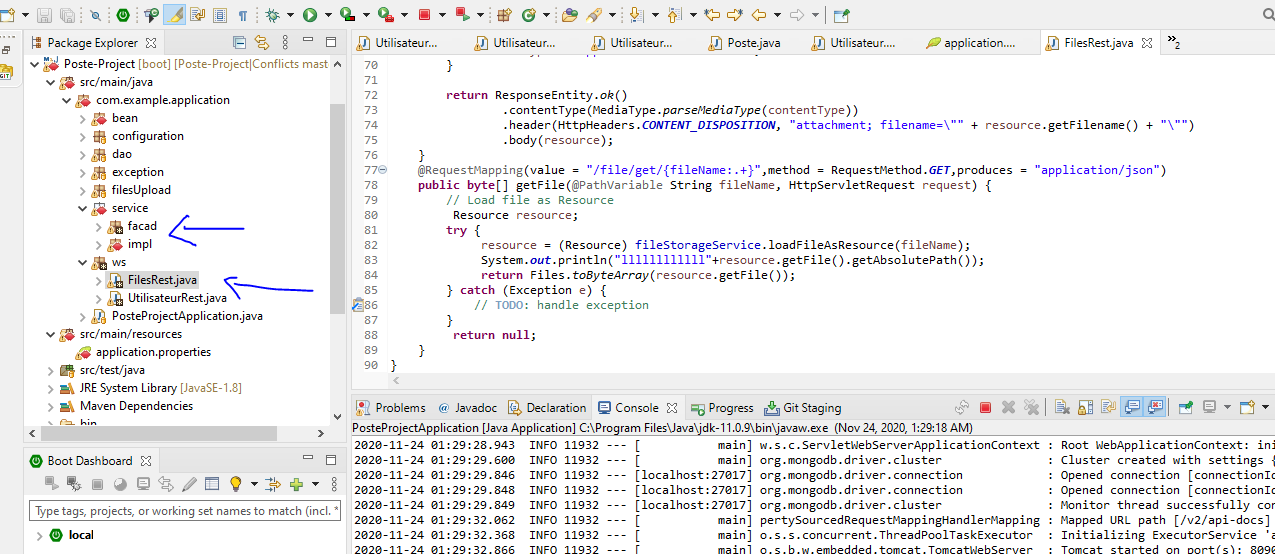 Package Explorer
Poste-Project [boot] [Poste-Project|Conflicts mast
src/main/java
com.example.application
bean
configuration
dao
exception
filesUpload
service
facad
impl
ws
FilesRest.java
UtilisateurRest.java
PosteProjectApplication.java
src/main/resources
application.properties
src/test/java
JRE System Library [JavaSE-1.8]
Maven Dependencies
bin
Boot Dashboard
Type tags, projects, or working set names to match (incl. *
local
Utilisateur... Utilisateur... Utilisateur... Poste.java Utilisateur... application.... FilesRest.java »2
70 }
71
72 return ResponseEntity.ok()
73 .contentType(MediaType.parseMediaType(contentType))
74 .header(HttpHeaders.CONTENT_DISPOSITION, "attachment; filename=\"" + resource.getFilename() + "\"")
75 .body(resource);
76 }
77 @RequestMapping(value = "/file/get/{fileName:.+}",method = RequestMethod.GET,produces = "application/json")
78 public byte[] getFile(@PathVariable String fileName, HttpServletRequest request) {
79 // Load file as Resource
80 Resource resource;
81 try {
82 resource = (Resource) fileStorageService.loadFileAsResource(fileName);
83 System.out.println("llllllllllll"+resource.getFile().getAbsolutePath());
84 return Files.toByteArray(resource.getFile());
85 } catch (Exception e) {
86 // TODO: handle exception
87 }
88 return null;
89 }
90 }
Problems @ Javadoc Declaration Console Progress Git Staging
PosteProjectApplication [Java Application] C:\Program Files\Java\jdk-11.0.9\bin\javaw.exe (Nov 24, 2020, 1:29:18 AM)
2020-11-24 01:29:28.943 INFO 11932 --- [ main] w.s.c.ServletWebServerApplicationContext : Root WebApplicationContext: ini
2020-11-24 01:29:29.600 INFO 11932 --- [ main] org.mongodb.driver.cluster : Cluster created with settings {
2020-11-24 01:29:29.846 INFO 11932 --- [localhost:27017] org.mongodb.driver.connection : Opened connection [connectionId
2020-11-24 01:29:29.848 INFO 11932 --- [localhost:27017] org.mongodb.driver.connection : Opened connection [connectionId
2020-11-24 01:29:29.849 INFO 11932 --- [localhost:27017] org.mongodb.driver.cluster : Monitor thread successfully con
2020-11-24 01:29:32.062 INFO 11932 --- [ main] pertySourcedRequestMappingHandlerMapping : Mapped URL path [/v2/api-docs]
2020-11-24 01:29:32.368 INFO 11932 --- [ main] o.s.s.concurrent.ThreadPoolTaskExecutor : Initializing ExecutorService 'a
2020-11-24 01:29:32.866 INFO 11932 --- [ main] o.s.b.w.embedded.tomcat.TomcatWebServer : Tomcat started on port(s): 8090